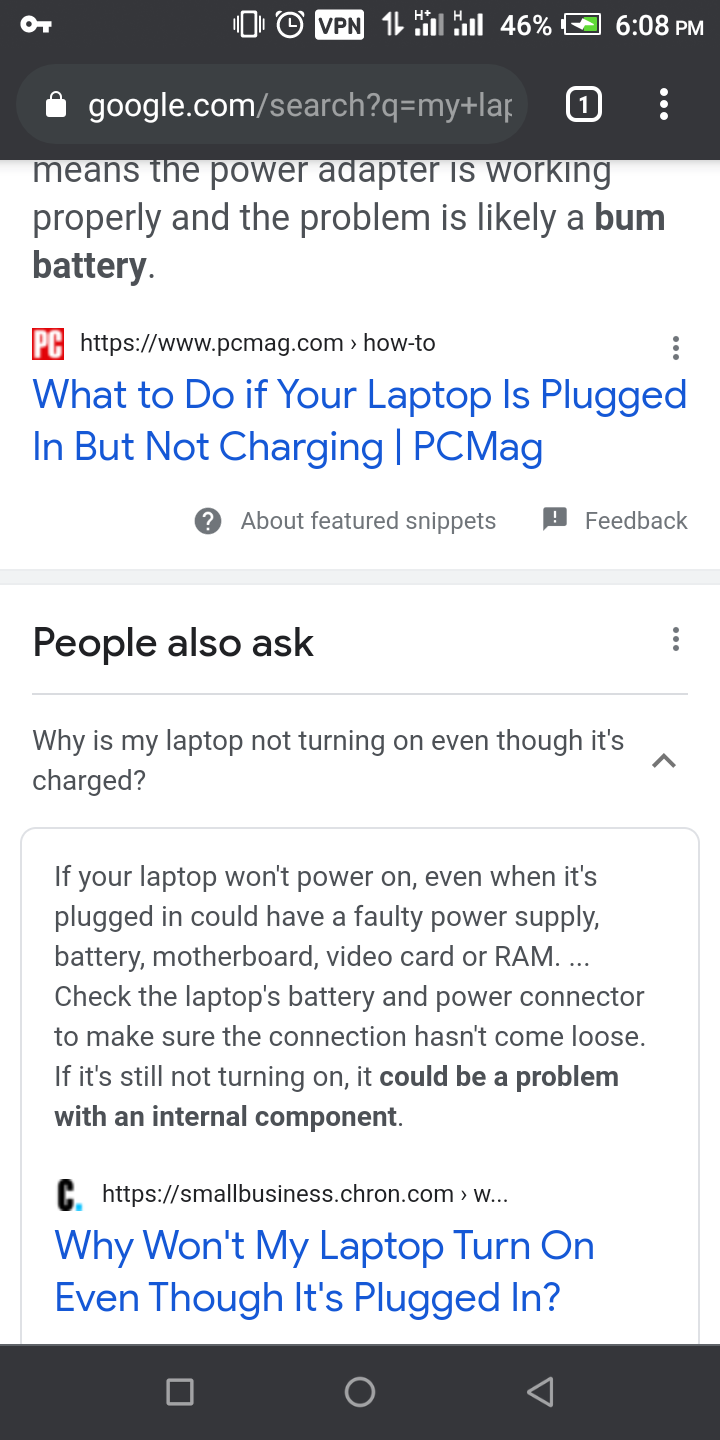 VPN H+ H 46% 6:08 PM
google.com/search?q=my+lap 1
means the power adapter is working
properly and the problem is likely a bum
battery.
PC https://www.pcmag.com › how-to
What to Do if Your Laptop Is Plugged
In But Not Charging | PCMag
? About featured snippets ! Feedback
People also ask
Why is my laptop not turning on even though it's
charged?
If your laptop won't power on, even when it's
plugged in could have a faulty power supply,
battery, motherboard, video card or RAM. ...
Check the laptop's battery and power connector
to make sure the connection hasn't come loose.
If it's still not turning on, it could be a problem
with an internal component.
C. https://smallbusiness.chron.com › w...
Why Won't My Laptop Turn On
Even Though It's Plugged In?